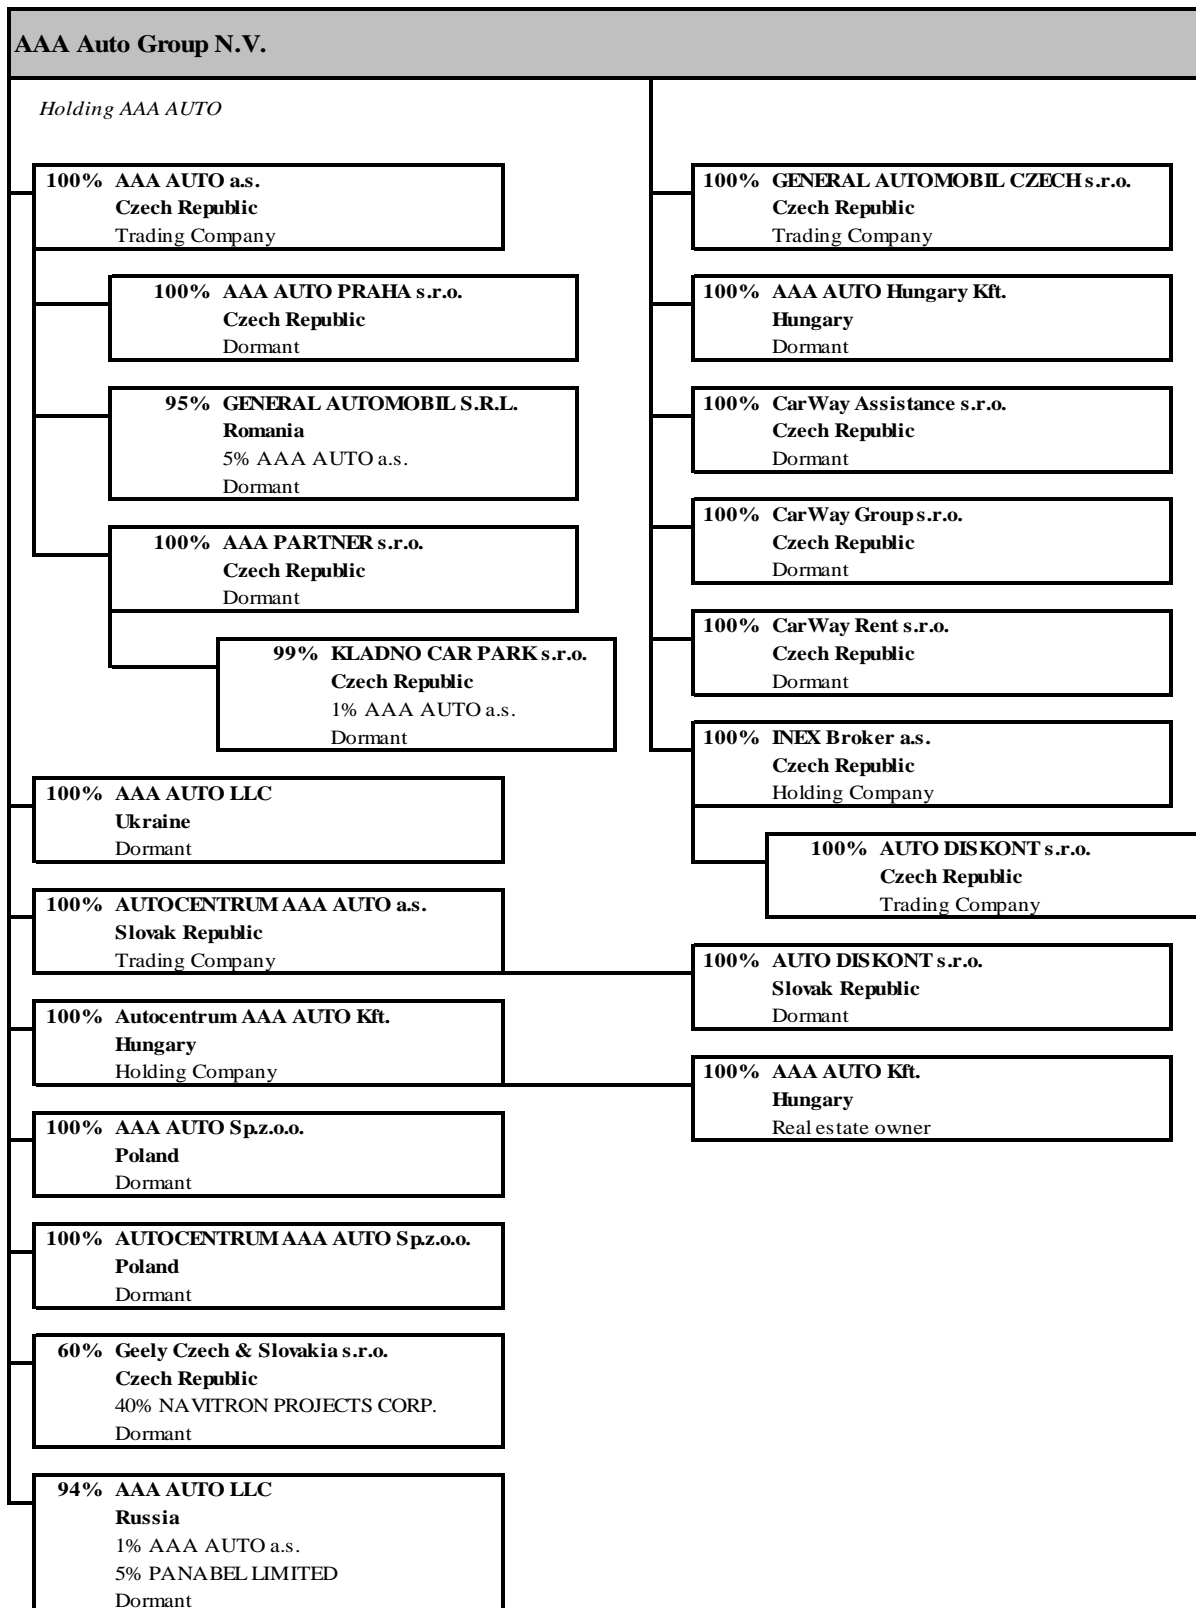 AAA Auto Group N.V.
Holding AAA AUTO
100% AAA AUTO a.s.
Czech Republic
Trading Company
100% AAA AUTO PRAHA s.r.o.
Czech Republic
Dormant
95% GENERAL AUTOMOBIL S.R.L.
Romania
5% AAA AUTO a.s.
Dormant
100% AAA PARTNER s.r.o.
Czech Republic
Dormant
99% KLADNO CAR PARK s.r.o.
Czech Republic
1% AAA AUTO a.s.
Dormant
100% AAA AUTO LLC
Ukraine
Dormant
100% AUTOCENTRUM AAA AUTO a.s.
Slovak Republic
Trading Company
100% Autocentrum AAA AUTO Kft.
Hungary
Holding Company
100% AAA AUTO Sp.z.o.o.
Poland
Dormant
100% AUTOCENTRUM AAA AUTO Sp.z.o.o.
Poland
Dormant
60% Geely Czech & Slovakia s.r.o.
Czech Republic
40% NAVITRON PROJECTS CORP.
Dormant
94% AAA AUTO LLC
Russia
1% AAA AUTO a.s.
5% PANABEL LIMITED
Dormant
100% GENERAL AUTOMOBIL CZECH s.r.o.
Czech Republic
Trading Company
100% AAA AUTO Hungary Kft.
Hungary
Dormant
100% CarWay Assistance s.r.o.
Czech Republic
Dormant
100% CarWay Group s.r.o.
Czech Republic
Dormant
100% CarWay Rent s.r.o.
Czech Republic
Dormant
100% INEX Broker a.s.
Czech Republic
Holding Company
100% AUTO DISKONT s.r.o.
Czech Republic
Trading Company
100% AUTO DISKONT s.r.o.
Slovak Republic
Dormant
100% AAA AUTO Kft.
Hungary
Real estate owner